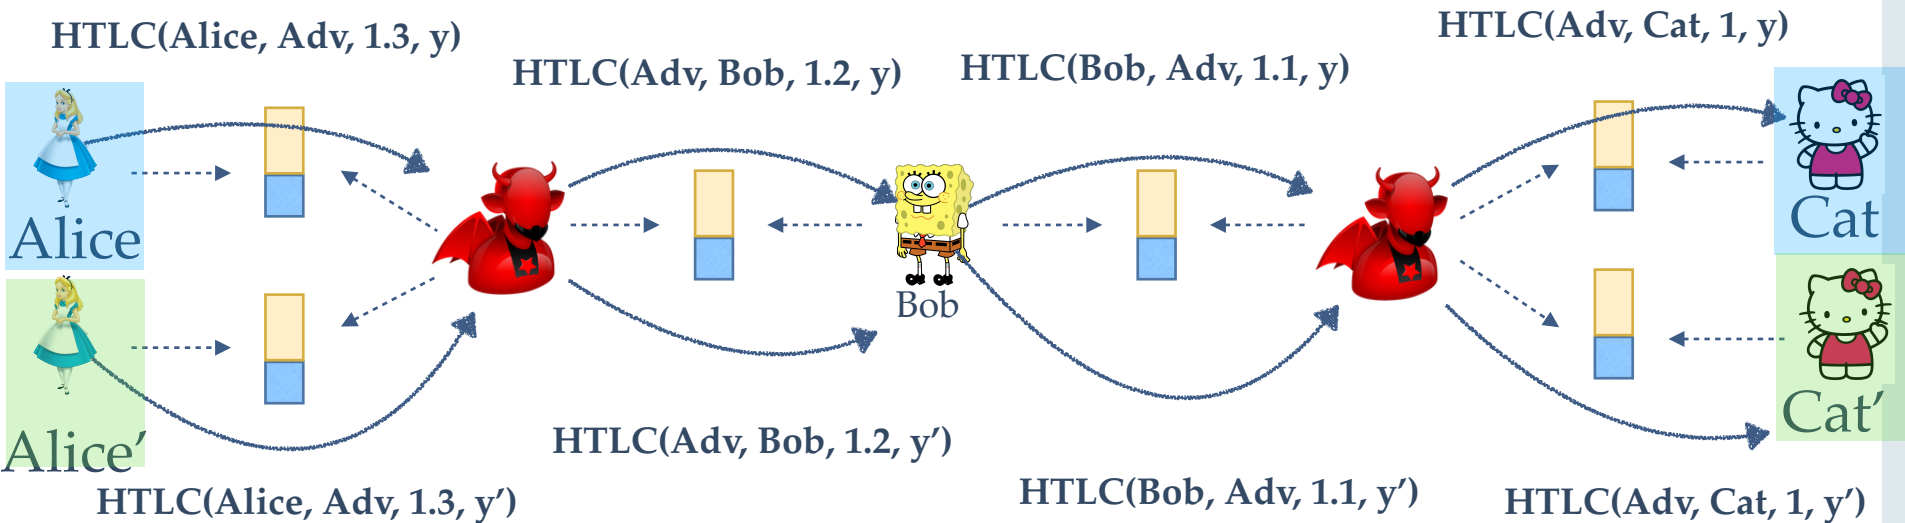 HTLC(Alice, Adv, 1.3, y)
HTLC(Adv, Bob, 1.2, y)
HTLC(Bob, Adv, 1.1, y)
HTLC(Adv, Cat, 1, y)
Alice
Bob
Cat
Alice’
Cat’
HTLC(Alice, Adv, 1.3, y’)
HTLC(Adv, Bob, 1.2, y’)
HTLC(Bob, Adv, 1.1, y’)
HTLC(Adv, Cat, 1, y’)